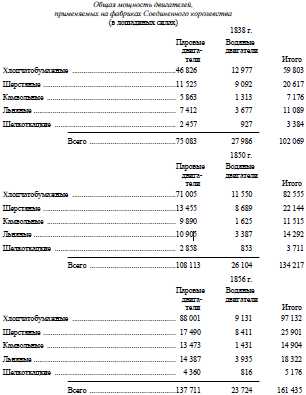 Общая мощность двигателей,
применяемых на фабриках Соединенного королевства
(в лошадиных силах)
1838 г.
Паровые двига- тели Водяные двигатели Итого
Хлопчатобумажные 46 826 12 977 59 803
Шерстяные 11 525 9 092 20 617
Камвольные 5 863 1 313 7 176
Льняные 7 412 3 677 11 089
Шелкоткацкие 2 457 927 3 384
Всего 75 083 27 986 102 069
1850 г.
Паровые двига- тели Водяные двигатели Итого
Хлопчатобумажные 71 005 11 550 82 555
Шерстяные 13 455 8 689 22 144
Камвольные 9 890 1 625 11 515
Льняные 10 905 3 387 14 292
Шелкоткацкие 2 858 853 3 711
Всего 108 113 26 104 134 217
1856 г.
Паровые двига- тели Водяные двигатели Итого
Хлопчатобумажные 88 001 9 131 97 132
Шерстяные 17 490 8 411 25 901
Камвольные 13 473 1 431 14 904
Льняные 14 387 3 935 18 322
Шелкоткацкие 4 360 816 5 176
Всего 137 711 23 724 161 435